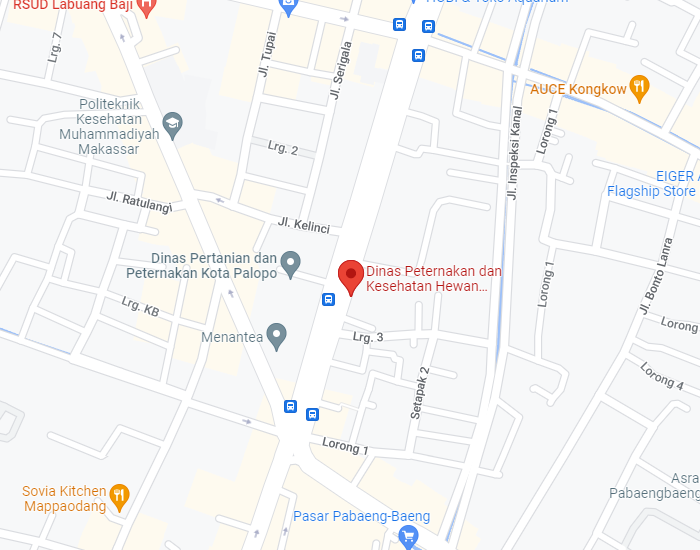 RSUD Labuang Baji
Lrg. 7
Jl. Tupai
Jl. Serigala
AUCE Kongkow
Politeknik
Kesehatan
Muhammadiyah
Makassar
Lrg. 2
Jl. Inspeksi Kanal
Lorong 1
EIGER A
Flagship Store
Jl. Ratulangi
Jl. Kelinci
Dinas Pertanian dan
Peternakan Kota Palopo
Dinas Peternakan dan
Kesehatan Hewan...
Lorong 1
Jl. Bonto Lanra
Lrg. KB
Menantea
Lrg. 3
Lorong
Lorong 4
Setapak 2
Lorong 1
Sovia Kitchen
Mappaodang
Asra
Pabaengbaeng
Pasar Pabaeng-Baeng